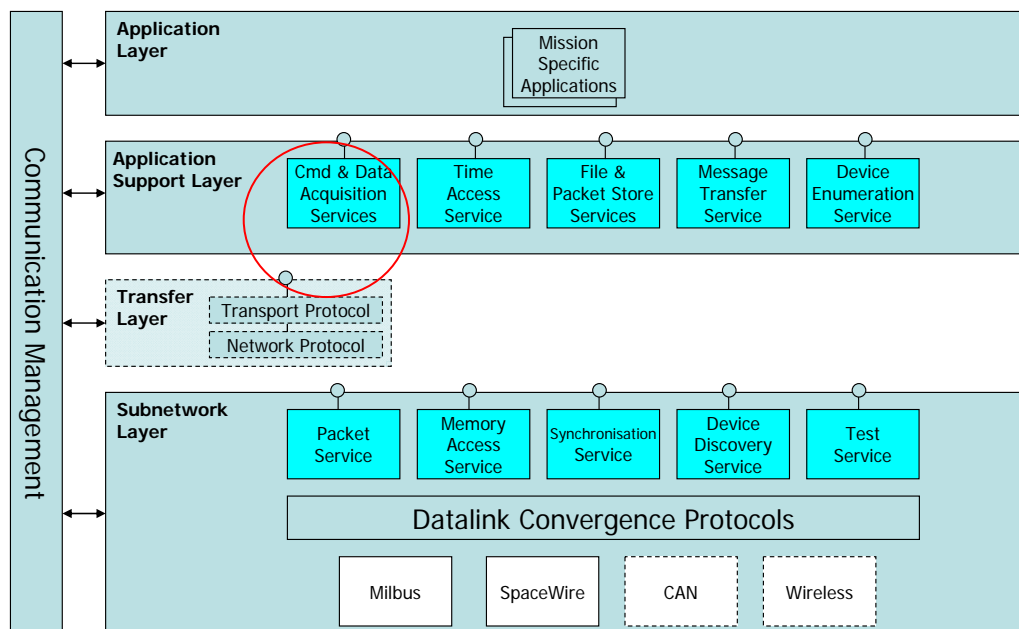 Communication Management
Application
Layer
Mission
Specific
Applications
Application
Support Layer
Cmd & Data
Acquisition
Services
Time
Access
Service
File &
Packet Store
Services
Message
Transfer
Service
Device
Enumeration
Service
Transfer
Layer
Transport Protocol
Network Protocol
Subnetwork
Layer
Packet
Service
Memory
Access
Service
Synchronisation
Service
Device
Discovery
Service
Test
Service
Datalink Convergence Protocols
Milbus
SpaceWire
CAN
Wireless